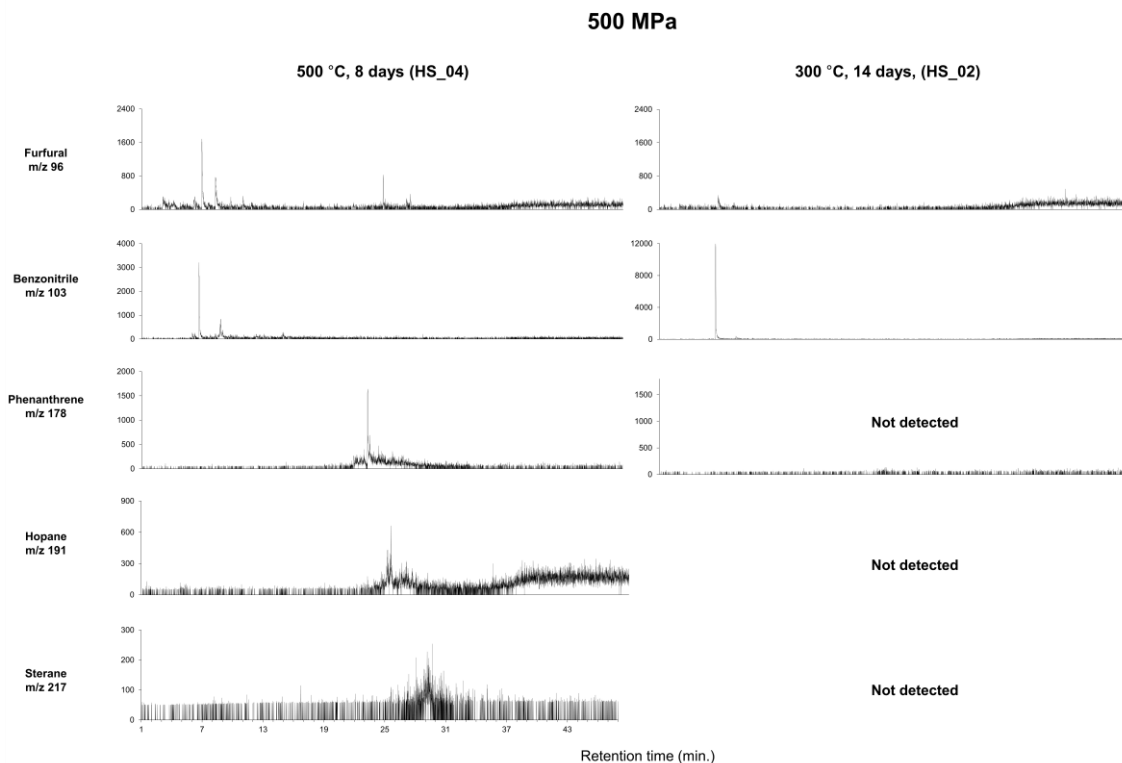 500 MPa
500 °C, 8 days (HS_04)
300 °C, 14 days, (HS_02)
Furfural
m/z 96
2400
1600
800
0
2400
1600
800
0
Benzonitrile
m/z 103
4000
3000
2000
1000
0
12000
8000
4000
0
Phenanthrene
m/z 178
2000
1500
1000
500
0
1500
1000
500
0
Not detected
Hopane
m/z 191
900
600
300
0
Not detected
Sterane
m/z 217
300
200
100
0
Not detected
1 7 13 19 25 31 37 43
Retention time (min.)